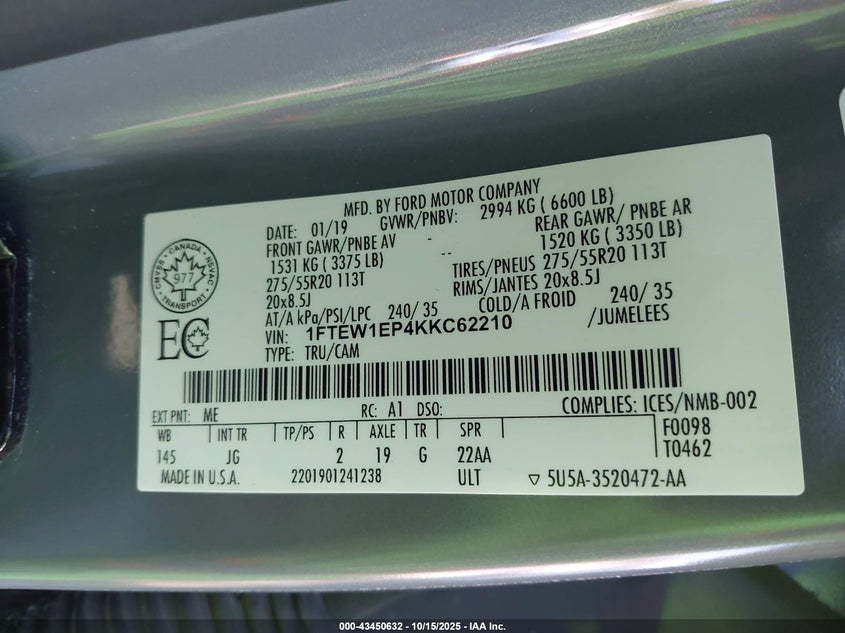 MFD. BY FORD MOTOR COMPANY
DATE: 01/19 GVWR/PNBV: 2994 KG ( 6600 LB)
FRONT GAWR/PNBE AV - REAR GAWR/ PNBE AR
1531 KG ( 3375 LB) -- 1520 KG ( 3350 LB)
275/55R20 113T TIRES/PNEUS 275/55R20 113T
20x8.5J RIMS/JANTES 20x8.5J
AT/A kPa/PSI/LPC 240/ 35 COLD/A FROID 240/ 35
VIN: 1FTEW1EP4KKC62210 /JUMELEES
TYPE: TRU/CAM
CMVSS · CANADA · NSVAC
977
TRANSPORT
EC
EXT PNT: ME RC: A1 DSO: COMPLIES: ICES/NMB-002
WB INT TR TP/PS R AXLE TR SPR F0098
145 JG 2 19 G 22AA T0462
MADE IN U.S.A. 2201901241238 ULT ▽ 5U5A-3520472-AA
000-43450632 - 10/15/2025 - IAA Inc.